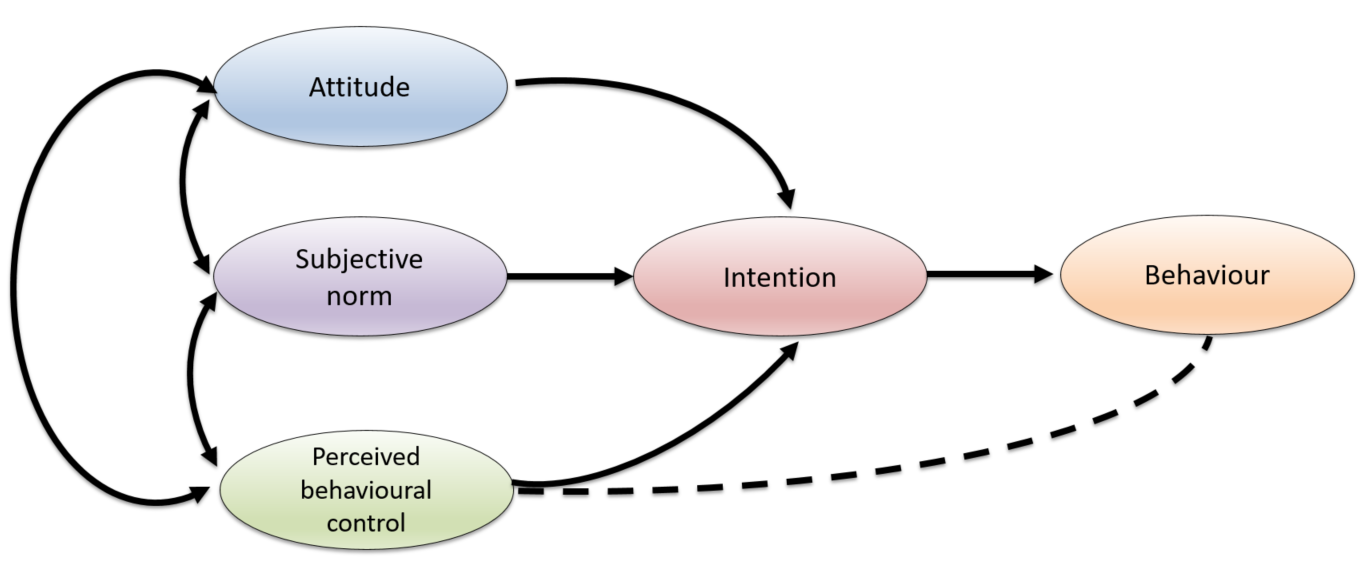 Attitude
Subjective
norm
Intention
Behaviour
Perceived
behavioural
control